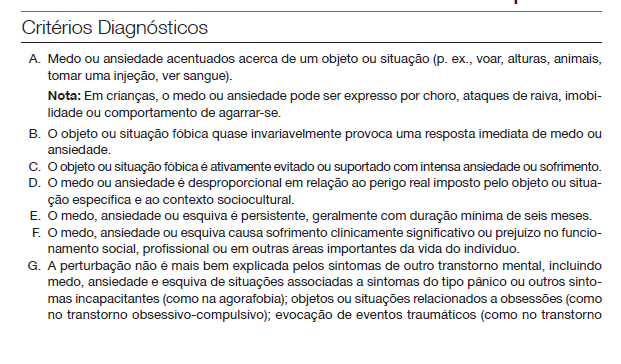 Critérios Diagnósticos
A. Medo ou ansiedade acentuados acerca de um objeto ou situação (p. ex., voar, alturas, animais,
tomar uma injeção, ver sangue).
Nota: Em crianças, o medo ou ansiedade pode ser expresso por choro, ataques de raiva, imobi-
lidade ou comportamento de agarrar-se.
B. O objeto ou situação fóbica quase invariavelmente provoca uma resposta imediata de medo ou
ansiedade.
C. O objeto ou situação fóbica é ativamente evitado ou suportado com intensa ansiedade ou sofrimento.
D. O medo ou ansiedade é desproporcional em relação ao perigo real imposto pelo objeto ou situa-
ção específica e ao contexto sociocultural.
E. O medo, ansiedade ou esquiva é persistente, geralmente com duração mínima de seis meses.
F. O medo, ansiedade ou esquiva causa sofrimento clinicamente significativo ou prejuízo no funcio-
namento social, profissional ou em outras áreas importantes da vida do indivíduo.
G. A perturbação não é mais bem explicada pelos sintomas de outro transtorno mental, incluindo
medo, ansiedade e esquiva de situações associadas a sintomas do tipo pânico ou outros sinto-
mas incapacitantes (como na agorafobia); objetos ou situações relacionados a obsessões (como
no transtorno obsessivo-compulsivo); evocação de eventos traumáticos (como no transtorno